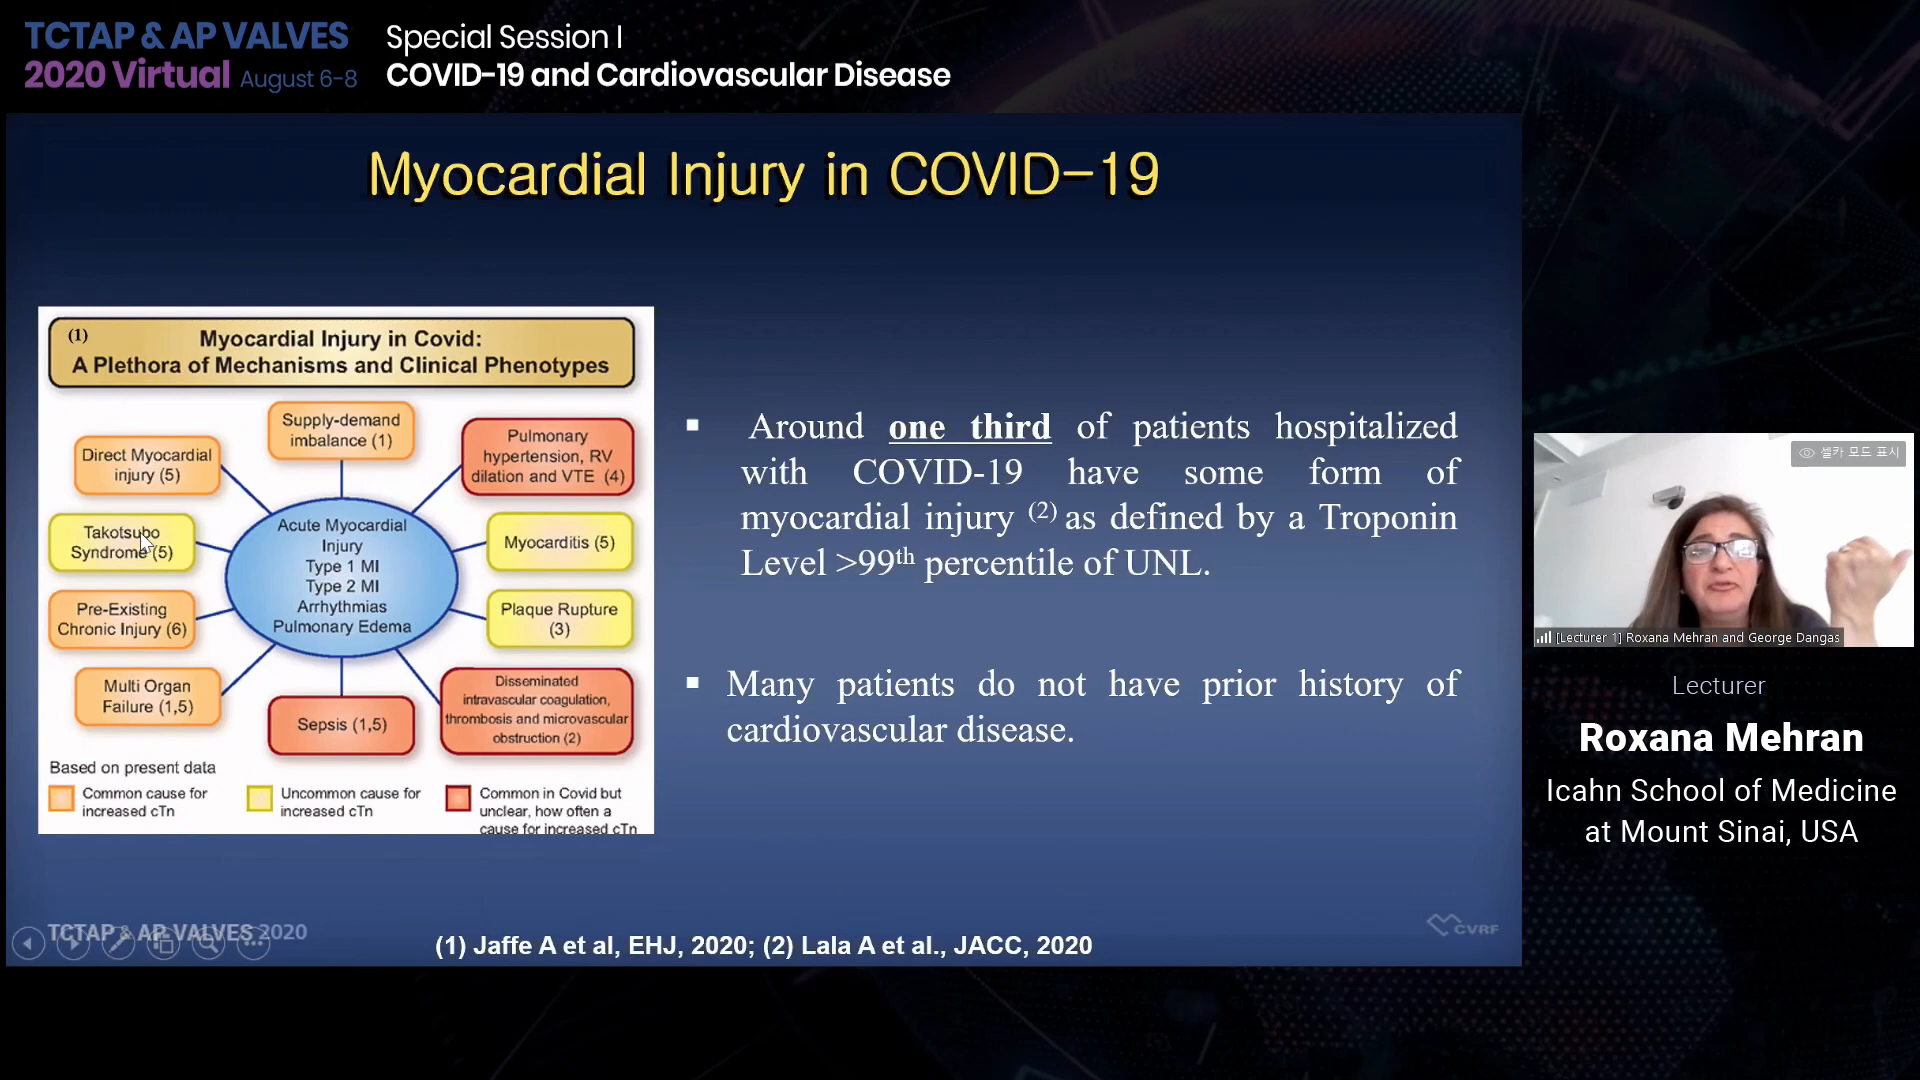 TCTAP & AP VALVES
2020 Virtual August 6-8
Special Session I
COVID-19 and Cardiovascular Disease
Myocardial Injury in COVID-19
(1)
Myocardial Injury in Covid:
A Plethora of Mechanisms and Clinical Phenotypes
Supply-demand
imbalance (1)
Pulmonary
hypertension, RV
dilation and VTE (4)
Direct Myocardial
injury (5)
Takotsubo
Syndrome (5)
Myocarditis (5)
Acute Myocardial
Injury
Type 1 MI
Type 2 MI
Arrhythmias
Pulmonary Edema
Pre-Existing
Chronic Injury (6)
Plaque Rupture
(3)
Multi Organ
Failure (1,5)
Sepsis (1,5)
Disseminated
intravascular coagulation,
thrombosis and microvascular
obstruction (2)
Based on present data
Common cause for
increased cTn
Uncommon cause for
increased cTn
Common in Covid but
unclear, how often a
cause for increased cTn
▪ Around one third of patients hospitalized
with COVID-19 have some form of
myocardial injury (2) as defined by a Troponin
Level >99th percentile of UNL.
▪ Many patients do not have prior history of
cardiovascular disease.
TCTAP & AP VALVES 2020
(1) Jaffe A et al, EHJ, 2020; (2) Lala A et al., JACC, 2020
CVRF
셀카 모드 표시
[Lecturer 1] Roxana Mehran and George Dangas
Lecturer
Roxana Mehran
Icahn School of Medicine
at Mount Sinai, USA